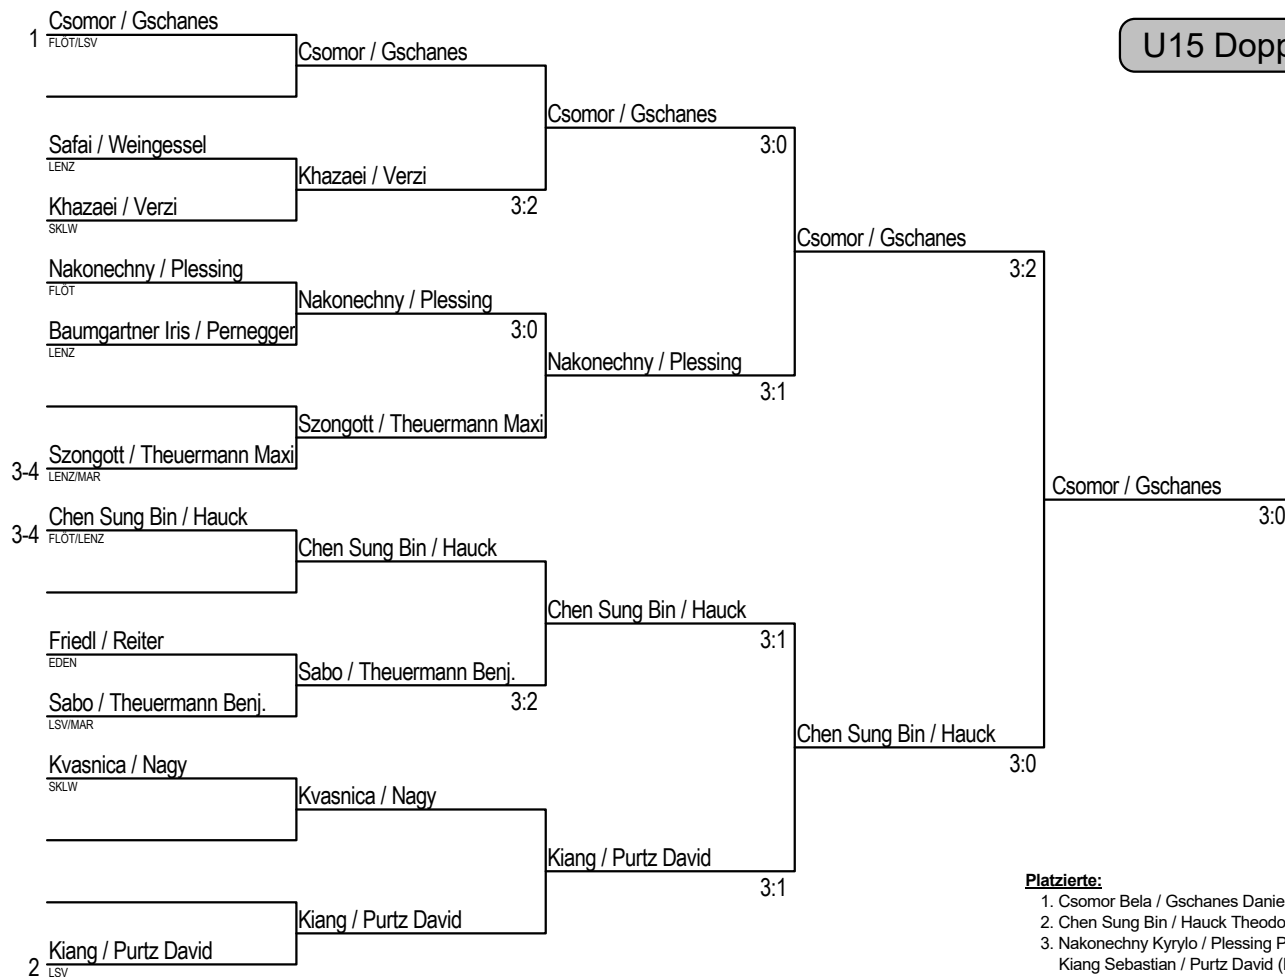 U15 Dopp
1 Csomor / Gschanes
FLÖT/LSV
Safai / Weingessel
LENZ
Khazaei / Verzi
SKLW
Nakonechny / Plessing
FLÖT
Baumgartner Iris / Pernegger
LENZ
3-4 Szongott / Theuermann Maxi
LENZ/MAR
3-4 Chen Sung Bin / Hauck
FLÖT/LENZ
Friedl / Reiter
EDEN
Sabo / Theuermann Benj.
LSV/MAR
Kvasnica / Nagy
SKLW
2 Kiang / Purtz David
LSV
Csomor / Gschanes
Khazaei / Verzi
3:2
Nakonechny / Plessing
3:0
Szongott / Theuermann Maxi
Chen Sung Bin / Hauck
Sabo / Theuermann Benj.
3:2
Kvasnica / Nagy
Kiang / Purtz David
Csomor / Gschanes
3:0
Nakonechny / Plessing
3:1
Chen Sung Bin / Hauck
3:1
Kiang / Purtz David
3:1
Csomor / Gschanes
3:2
Chen Sung Bin / Hauck
3:0
Csomor / Gschanes
3:0
Platzierte:
1. Csomor Bela / Gschanes Danie
2. Chen Sung Bin / Hauck Theodo
3. Nakonechny Kyrylo / Plessing P
Kiang Sebastian / Purtz David (